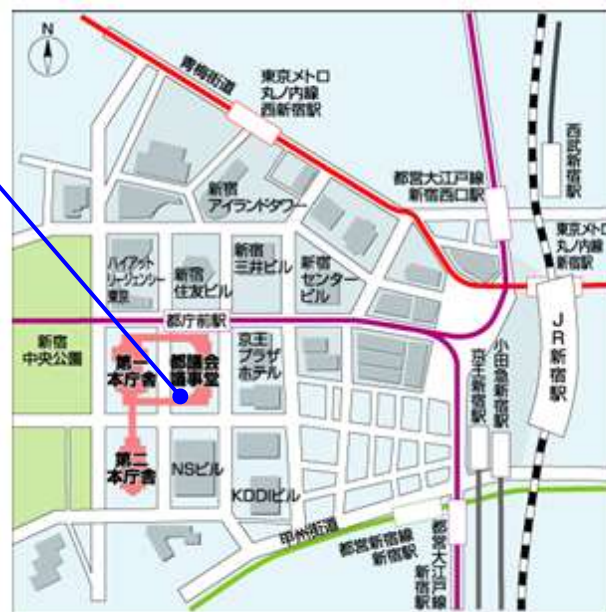 N
青梅街道
東京メトロ
丸ノ内線
西新宿駅
西武新宿駅
都営大江戸線
新宿西口駅
新宿
アイランドタワー
東京メトロ
丸ノ内線
新宿駅
ハイアット
リージェンシー
東京
新宿
住友ビル
新宿
三井ビル
新宿
センター
ビル
都庁前駅
JR新宿駅
新宿
中央公園
第一
本庁舎
都議会
議事堂
京王
プラザ
ホテル
小田急新宿駅
京王新宿駅
第二
本庁舎
NSビル
KDDIビル
甲州街道
都営新宿線
新宿駅
都営大江戸線
新宿駅